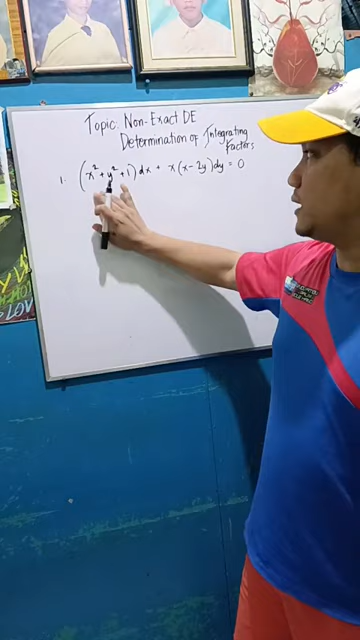 Topic: Non-Exact DE
Determination of Integrating
Factors
1. (x² + y² + 1) dx + x(x - 2y) dy = 0